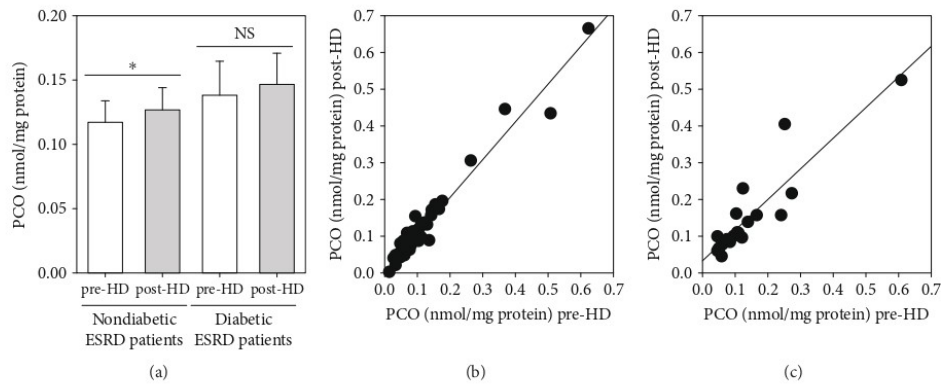 PCO (nmol/mg protein)
0.20
0.15
0.10
0.05
0.00
*
NS
pre-HD post-HD pre-HD post-HD
Nondiabetic
ESRD patients
Diabetic
ESRD patients
(a)
PCO (nmol/mg protein) post-HD
0.7
0.6
0.5
0.4
0.3
0.2
0.1
0.0
0.0 0.1 0.2 0.3 0.4 0.5 0.6 0.7
PCO (nmol/mg protein) pre-HD
(b)
PCO (nmol/mg protein) post-HD
0.7
0.6
0.5
0.4
0.3
0.2
0.1
0.0
0.0 0.1 0.2 0.3 0.4 0.5 0.6 0.7
PCO (nmol/mg protein) pre-HD
(c)